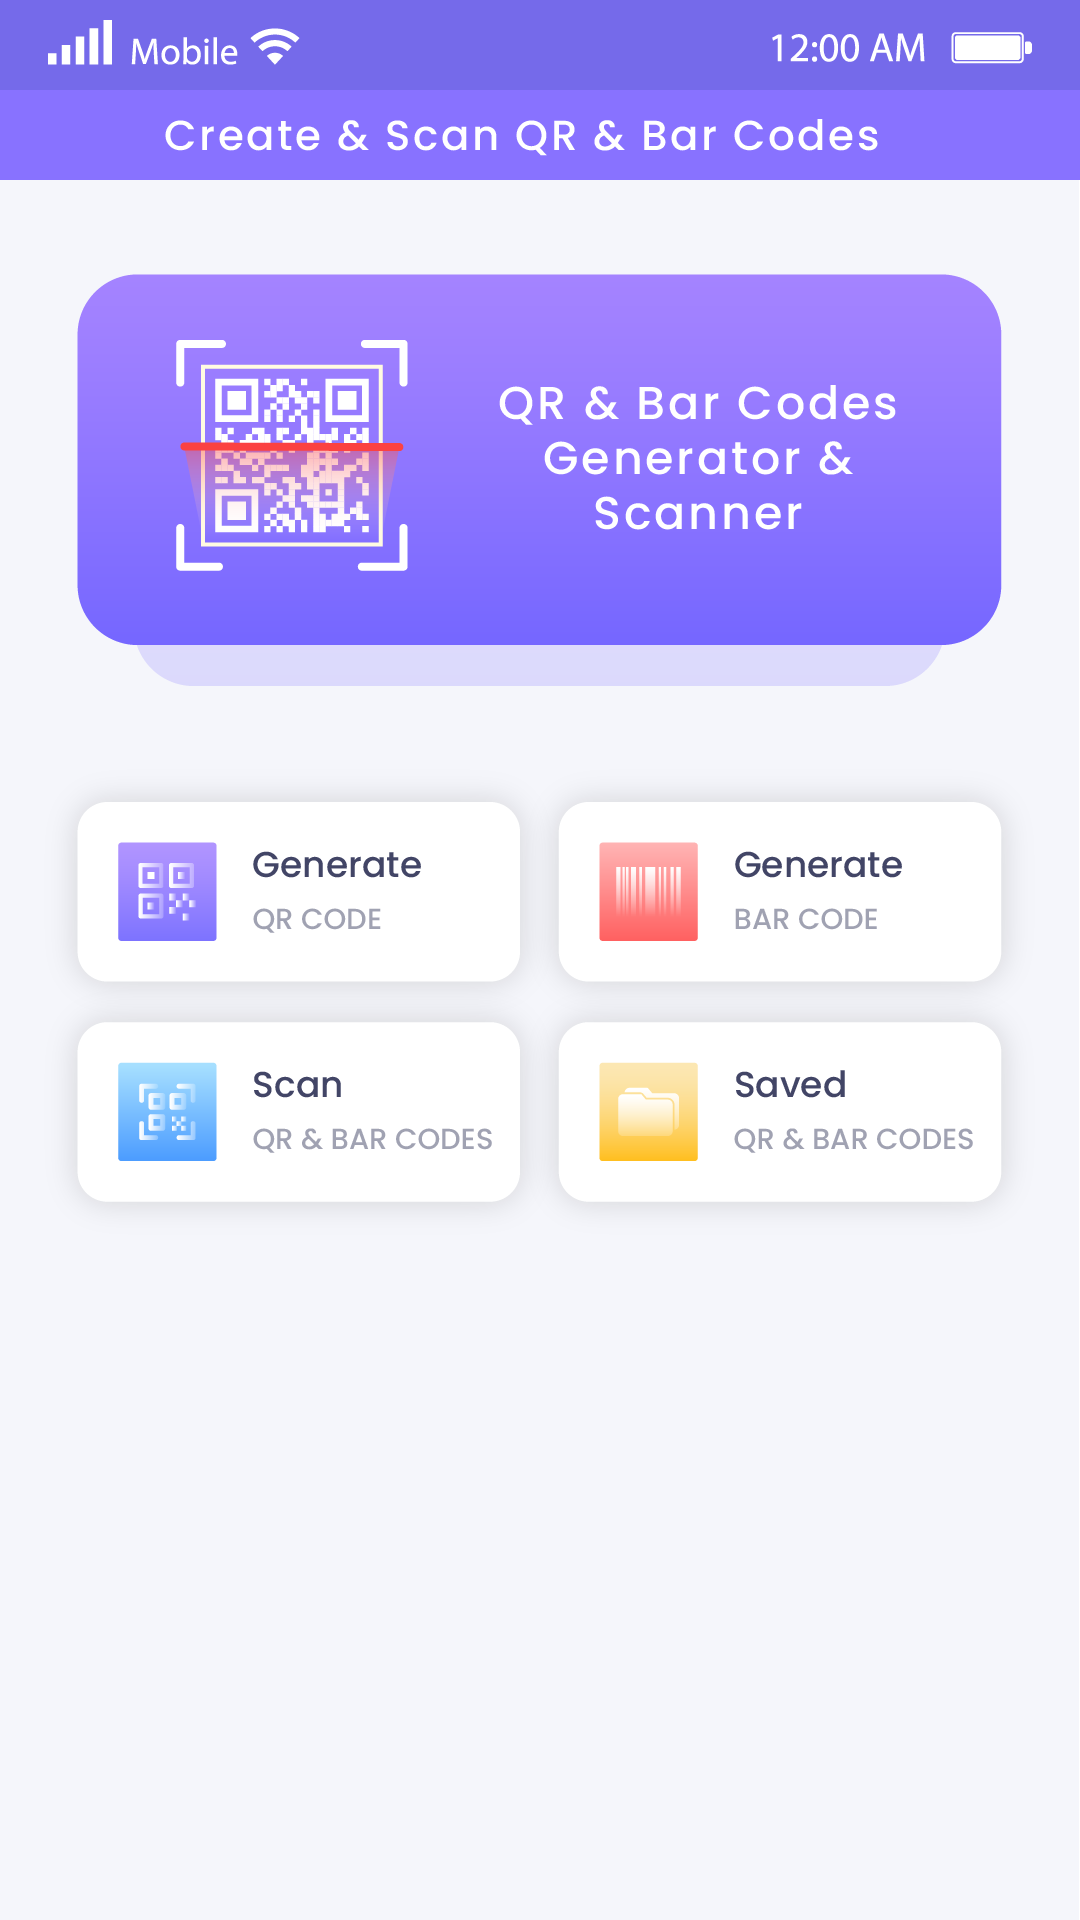 Mobile
12:00 AM
Create & Scan QR & Bar Codes
QR & Bar Codes
Generator &
Scanner
Generate
QR CODE
Generate
BAR CODE
Scan
QR & BAR CODES
Saved
QR & BAR CODES